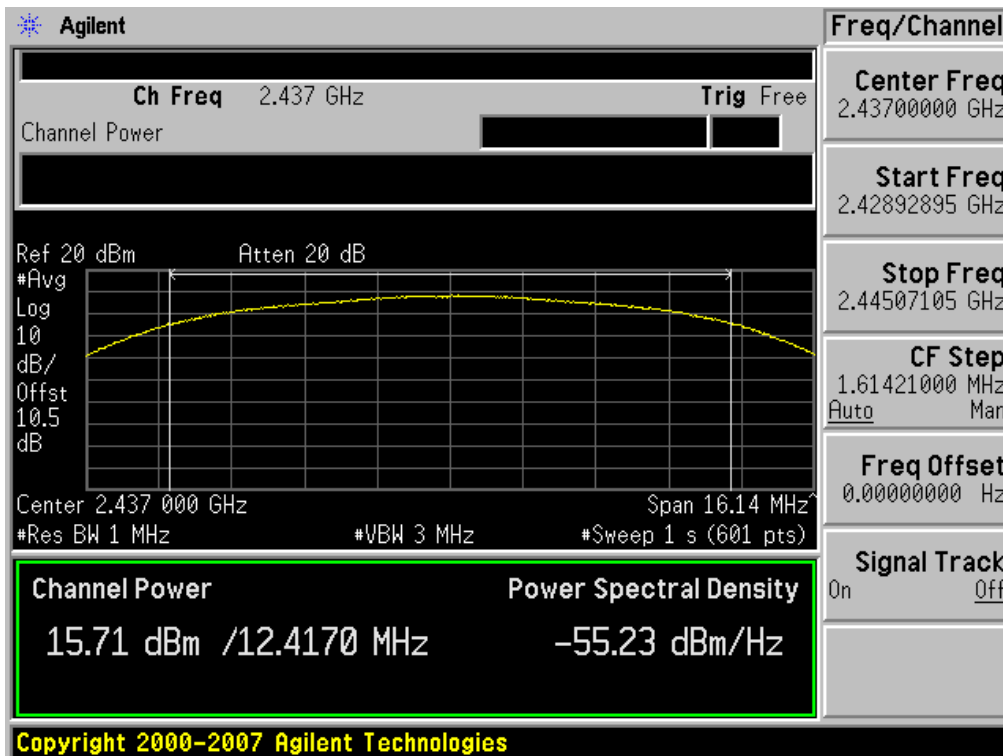 Agilent
Freq/Channel
Ch Freq 2.437 GHz
Trig Free
Channel Power
Center Freq
2.43700000 GHz
Start Freq
2.42892895 GHz
Stop Freq
2.44507105 GHz
CF Step
1.61421000 MHz
Auto Man
Freq Offset
0.00000000 Hz
Signal Track
On Off
Ref 20 dBm
Atten 20 dB
#Avg
Log
10
dB/
Offst
10.5
dB
Center 2.437 000 GHz
Span 16.14 MHz^
#Res BW 1 MHz
#VBW 3 MHz
#Sweep 1 s (601 pts)
Channel Power
Power Spectral Density
15.71 dBm /12.4170 MHz
-55.23 dBm/Hz
Copyright 2000-2007 Agilent Technologies